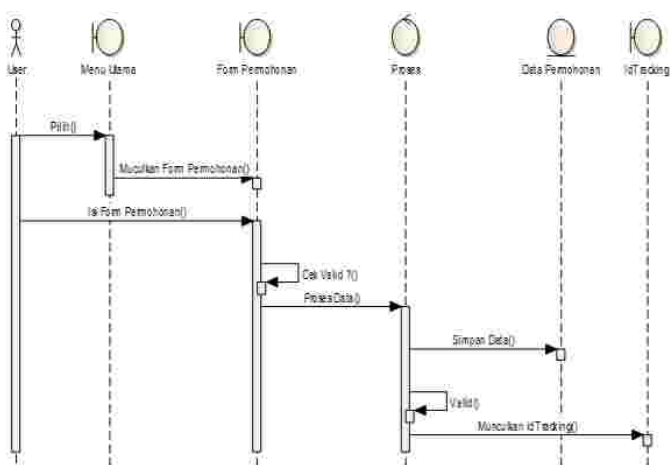 User
Menu Utama
Form Permohonan
Proses
Data Permohonan
IdTracking
Pilih()
Muculkan Form Permohonan()
Isi Form Permohonan()
Cek Valid ?()
Proses Data()
Simpan Data()
Valid()
Munculkan IdTracking()